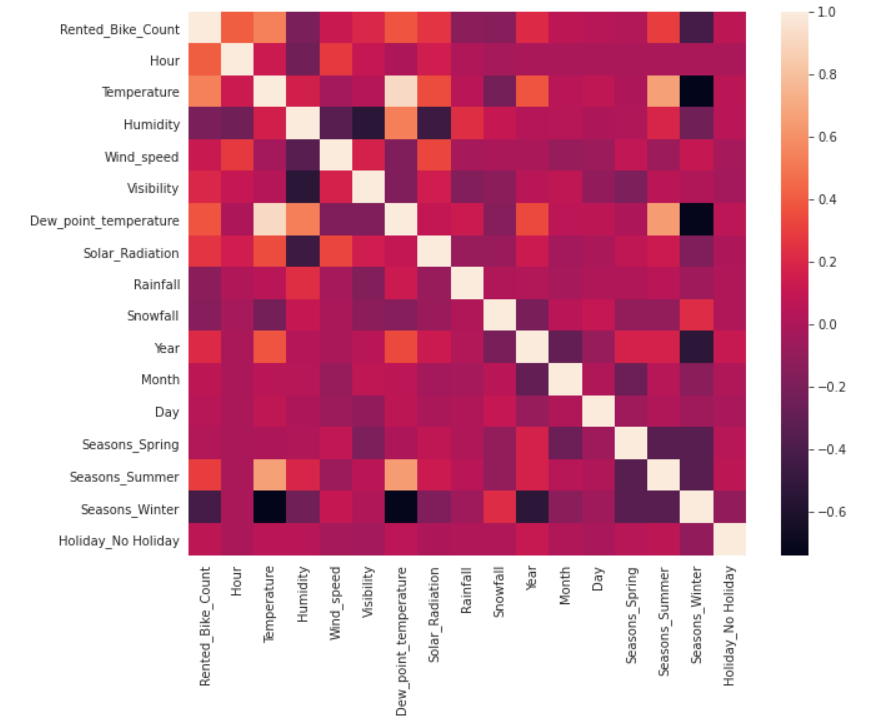 Rented_Bike_Count
Hour
Temperature
Humidity
Wind_speed
Visibility
Dew_point_temperature
Solar_Radiation
Rainfall
Snowfall
Year
Month
Day
Seasons_Spring
Seasons_Summer
Seasons_Winter
Holiday_No Holiday
Rented_Bike_Count
Hour
Temperature
Humidity
Wind_speed
Visibility
Dew_point_temperature
Solar_Radiation
Rainfall
Snowfall
Year
Month
Day
Seasons_Spring
Seasons_Summer
Seasons_Winter
Holiday_No Holiday
1.0
0.8
0.6
0.4
0.2
0.0
−0.2
−0.4
−0.6